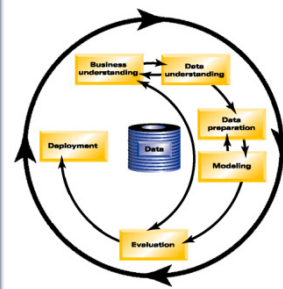 Business
understanding
Data
understanding
Data
preparation
Modeling
Deployment
Data
Evaluation